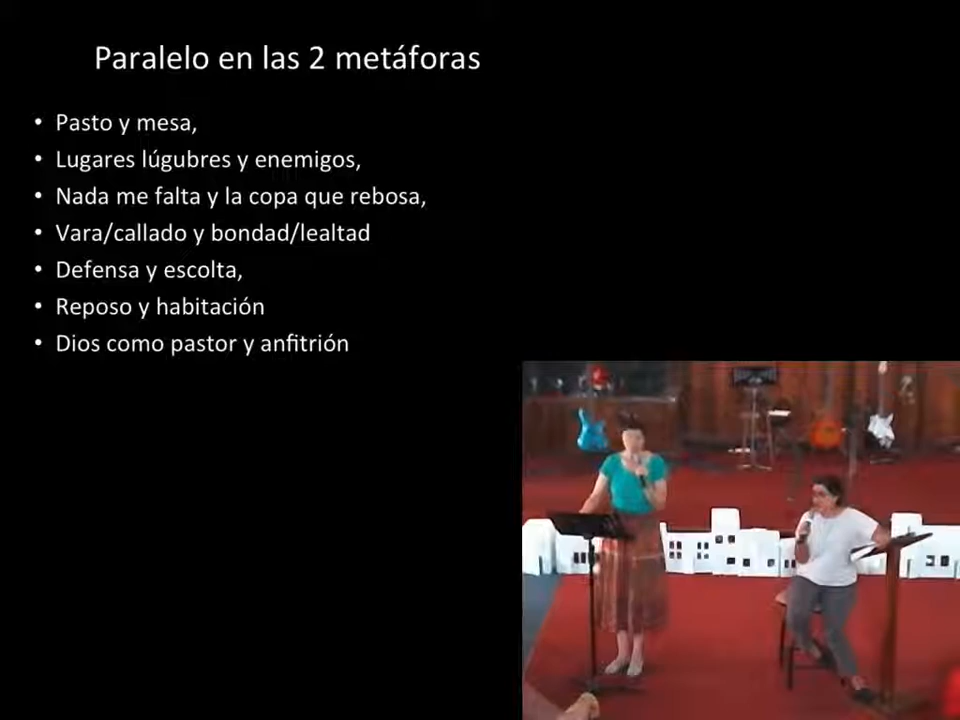 Paralelo en las 2 metáforas
• Pasto y mesa,
• Lugares lúgubres y enemigos,
• Nada me falta y la copa que rebosa,
• Vara/callado y bondad/lealtad
• Defensa y escolta,
• Reposo y habitación
• Dios como pastor y anfitrión